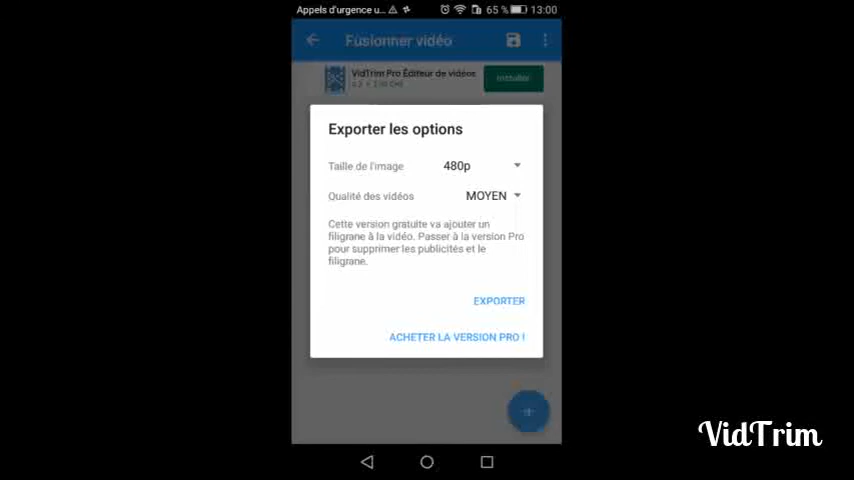 Appels d'urgence u... 65 % 13:00
Fusionner vidéo
VidTrim Pro Éditeur de vidéos
Installer
Exporter les options
Taille de l'image 480p
Qualité des vidéos MOYEN
Cette version gratuite va ajouter un
filigrane à la vidéo. Passer à la version Pro
pour supprimer les publicités et le
filigrane.
EXPORTER
ACHETER LA VERSION PRO !
VidTrim